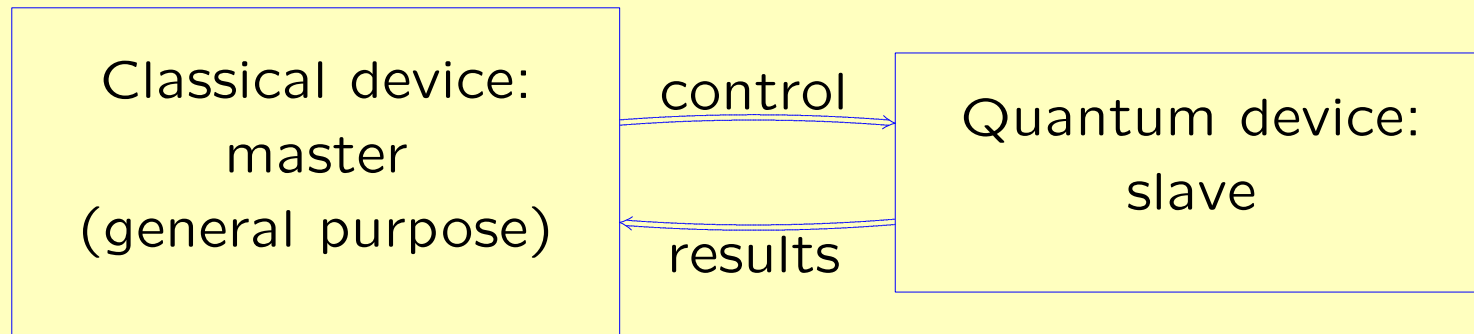 Classical device:
master
(general purpose)
control
results
Quantum device:
slave